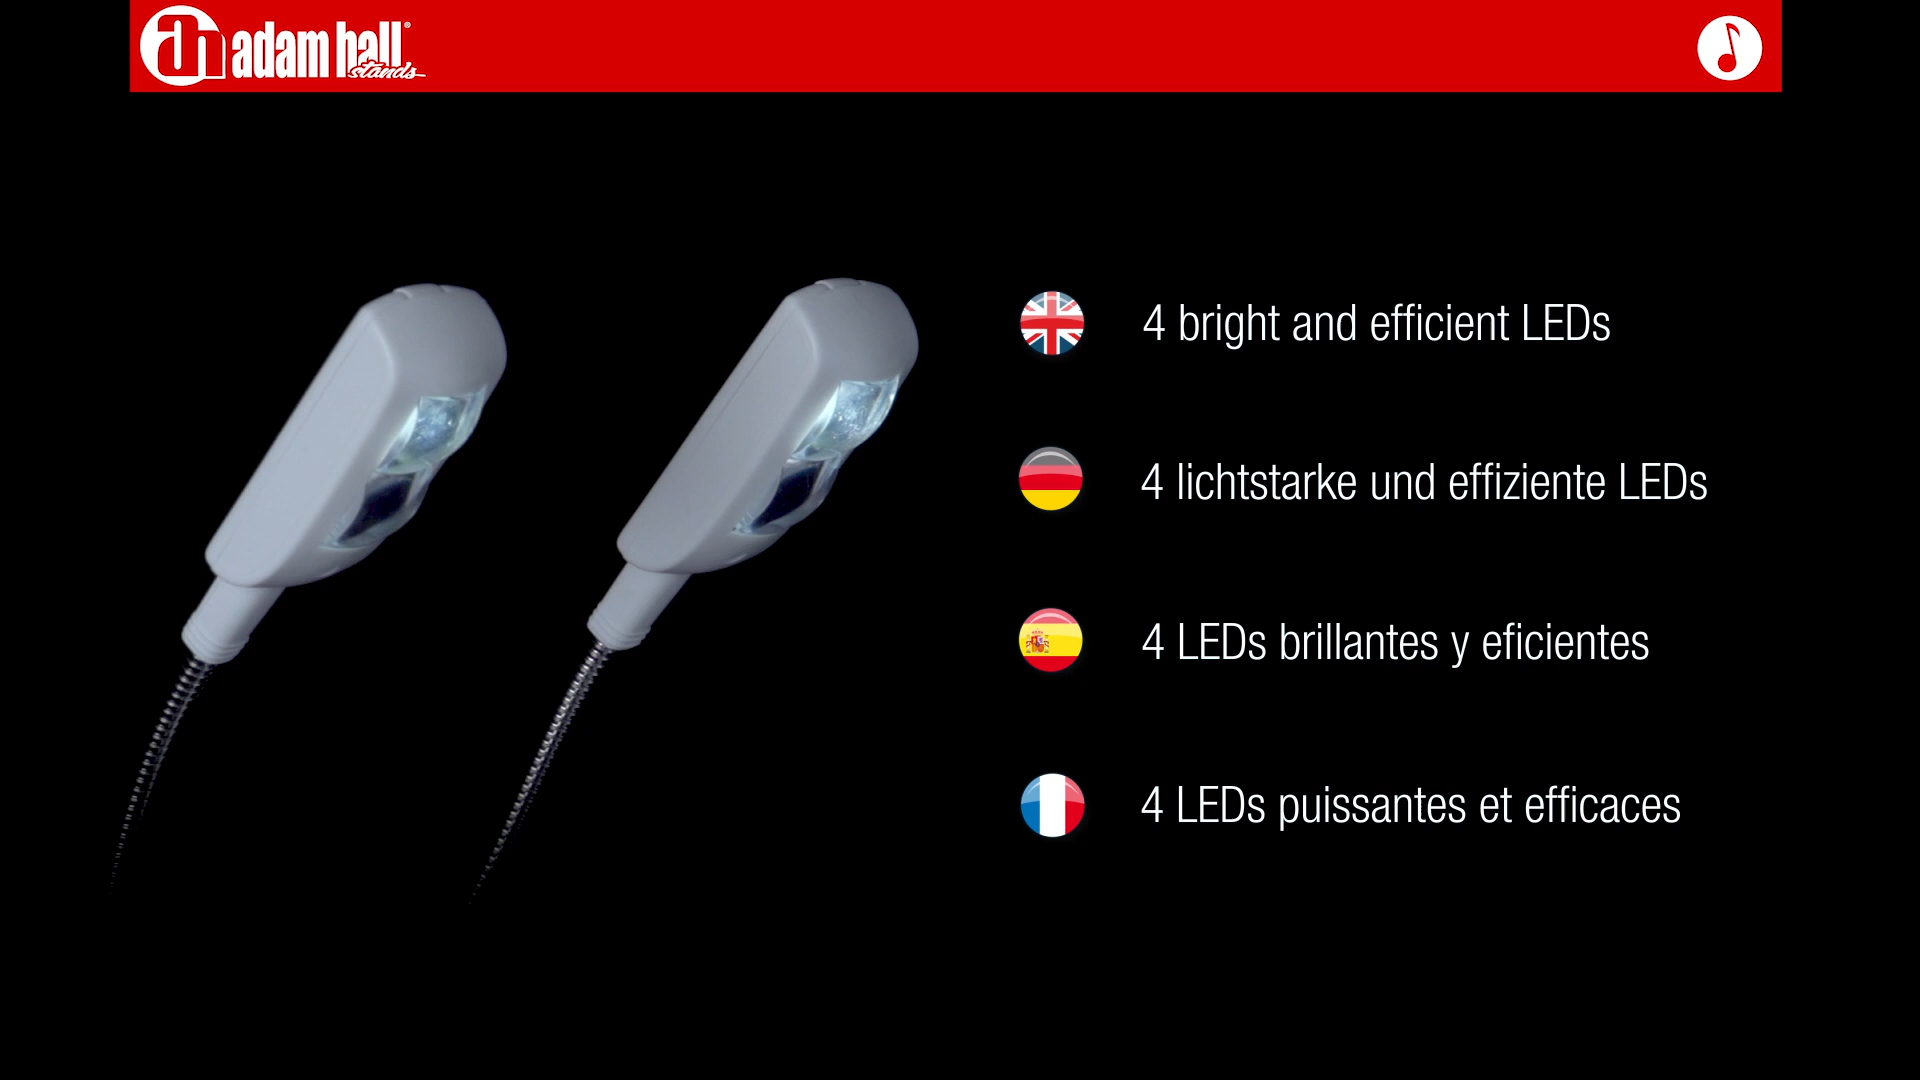 ah adam hall®
stands
4 bright and efficient LEDs
4 lichtstarke und effiziente LEDs
4 LEDs brillantes y eficientes
4 LEDs puissantes et efficaces